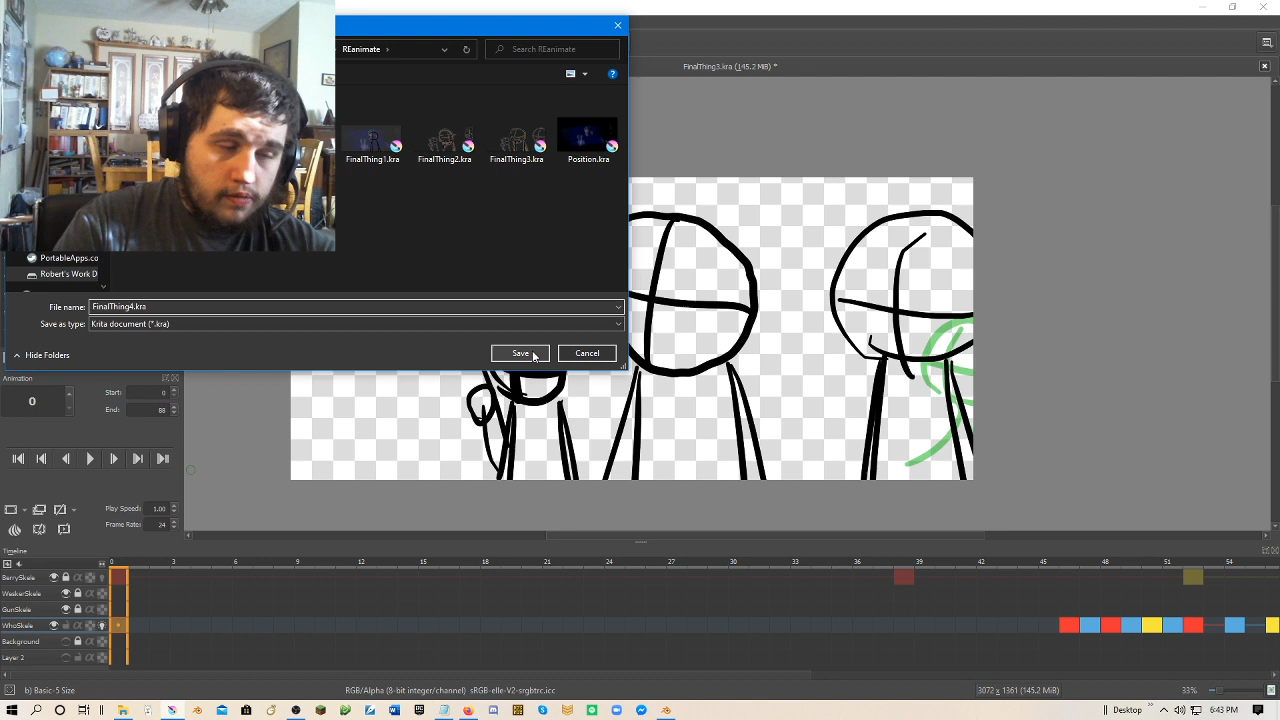 REanimate >
Search REanimate
FinalThing3.kra (145.2 MiB) *
FinalThing1.kra
FinalThing2.kra
FinalThing3.kra
Position.kra
PortableApps.co
Robert's Work D
File name: FinalThing4.kra
Save as type: Krita document (*.kra)
Hide Folders
Save
Cancel
Animation
0
Start: 0
End: 88
Play Speed: 1.00
Frame Rate: 24
Timeline
0 3 6 9 12 15 18 21 24 27 30 33 36 39 42 45 48 51 54
BerrySkele
WeakerSkele
GunSkele
WhoSkele
Background
Layer 2
b) Basic-5 Size
RGB/Alpha (8-bit integer/channel) sRGB-elle-V2-srgbtrc.icc
3072 x 1361 (145.2 MiB)
33%
Desktop
6:43 PM